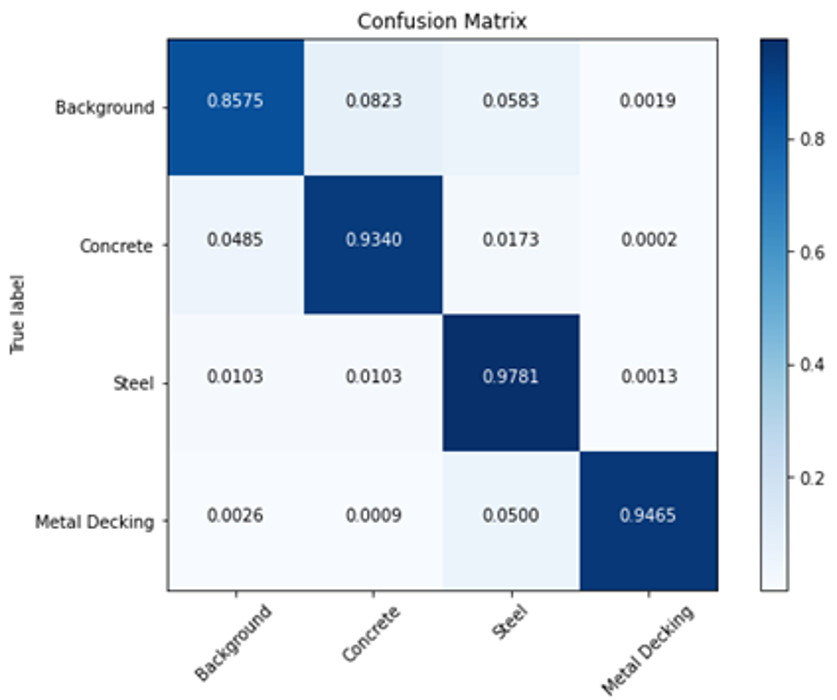 Confusion Matrix
Background 0.8575 0.0823 0.0583 0.0019
Concrete 0.0485 0.9340 0.0173 0.0002
Steel 0.0103 0.0103 0.9781 0.0013
Metal Decking 0.0026 0.0009 0.0500 0.9465
True label
Background Concrete Steel Metal Decking
0.8
0.6
0.4
0.2